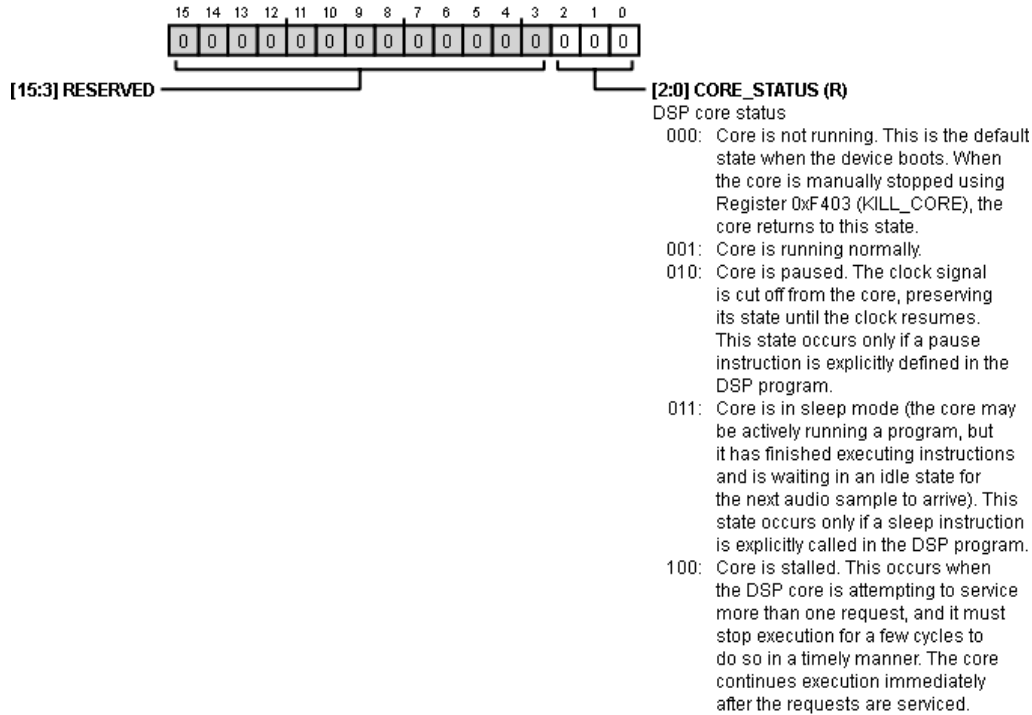 15 14 13 12 11 10 9 8 7 6 5 4 3 2 1 0
0 0 0 0 0 0 0 0 0 0 0 0 0 0 0 0
[15:3] RESERVED
[2:0] CORE_STATUS (R)
DSP core status
000: Core is not running. This is the default
state when the device boots. When
the core is manually stopped using
Register 0xF403 (KILL_CORE), the
core returns to this state.
001: Core is running normally.
010: Core is paused. The clock signal
is cut off from the core, preserving
its state until the clock resumes.
This state occurs only if a pause
instruction is explicitly defined in the
DSP program.
011: Core is in sleep mode (the core may
be actively running a program, but
it has finished executing instructions
and is waiting in an idle state for
the next audio sample to arrive). This
state occurs only if a sleep instruction
is explicitly called in the DSP program.
100: Core is stalled. This occurs when
the DSP core is attempting to service
more than one request, and it must
stop execution for a few cycles to
do so in a timely manner. The core
continues execution immediately
after the requests are serviced.